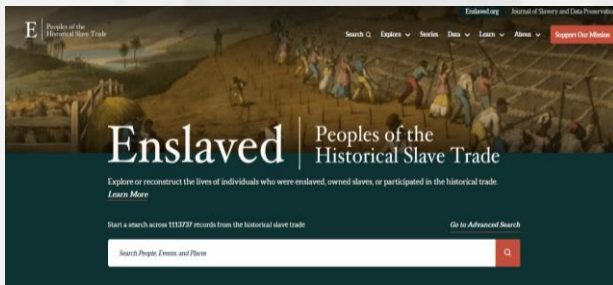 Enslaved.org Journal of Slavery and Data Preservation
E Peoples of the
Historical Slave Trade
Search Explore Stories Data Learn About Support Our Mission
Enslaved Peoples of the
Historical Slave Trade
Explore or reconstruct the lives of individuals who were enslaved, owned slaves, or participated in the historical trade.
Learn More
Start a search across 1113737 records from the historical slave trade Go to Advanced Search
Search People, Events, and Places